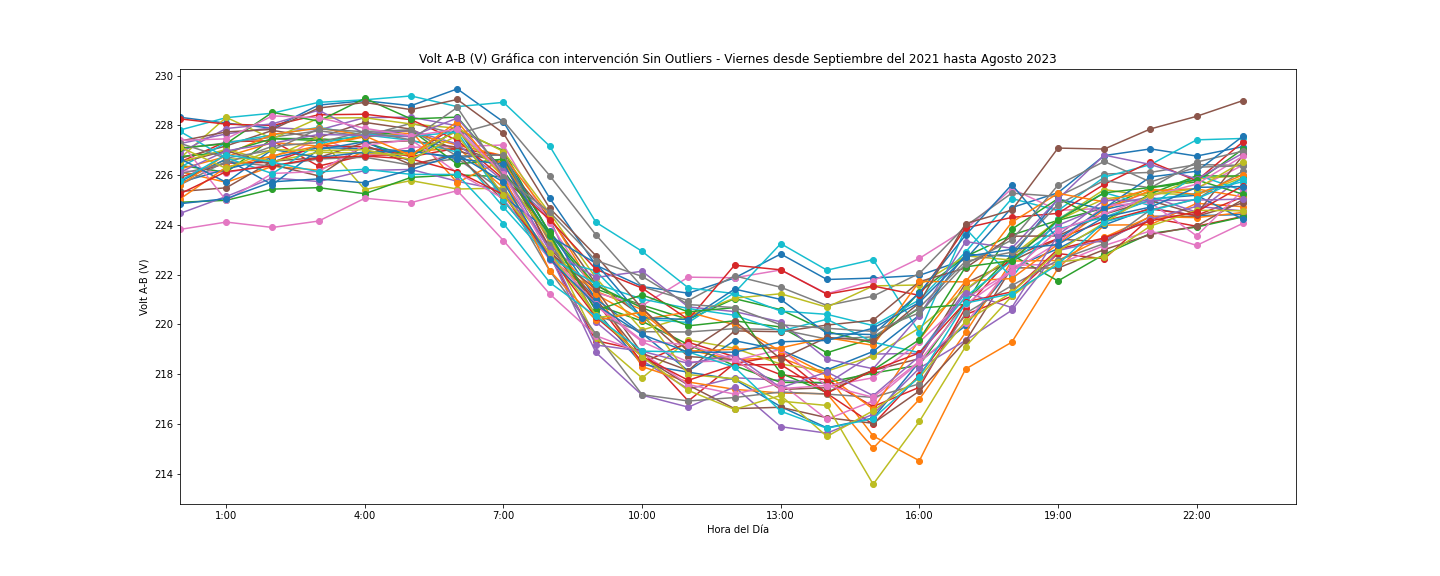 Volt A-B (V) Gráfica con intervención Sin Outliers - Viernes desde Septiembre del 2021 hasta Agosto 2023
230
228
226
224
222
220
218
216
214
Volt A-B (V)
1:00 4:00 7:00 10:00 13:00 16:00 19:00 22:00
Hora del Día